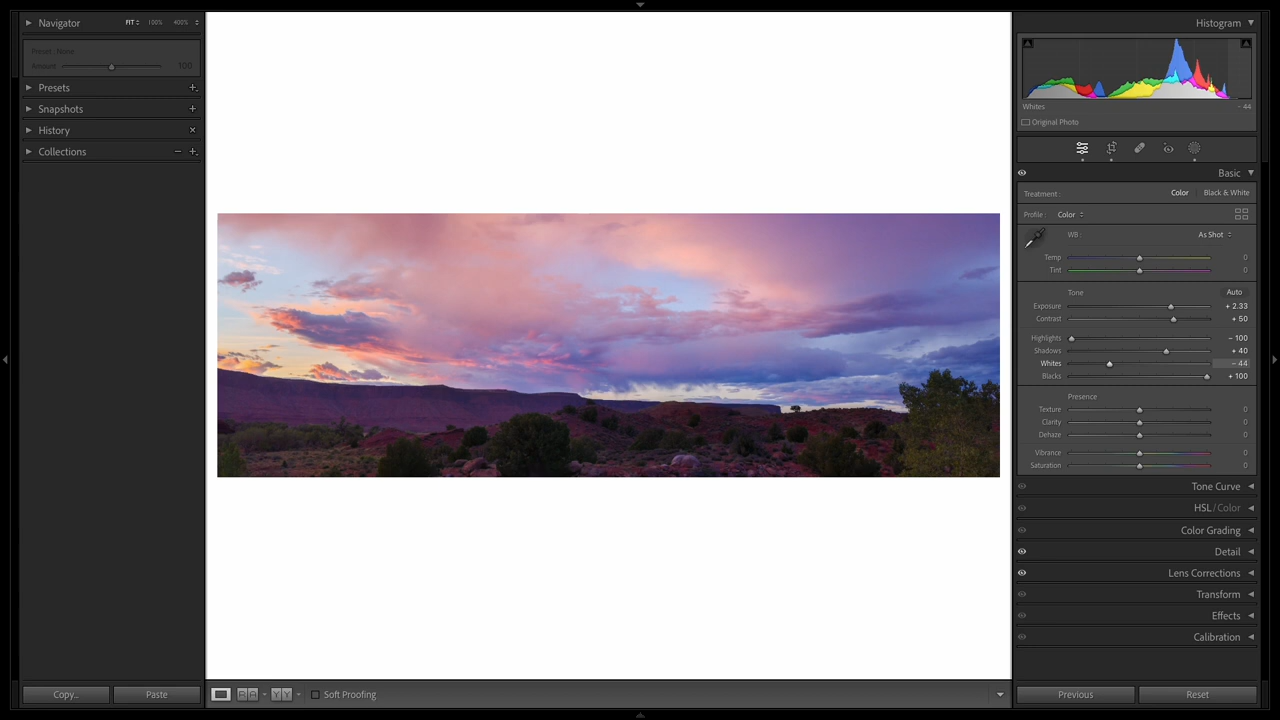 Navigator FIT 100% 400%
Preset : None
Amount 100
Presets
Snapshots
History
Collections
Copy... Paste
Soft Proofing
Histogram
Whites - 44
Original Photo
Basic
Treatment : Color Black & White
Profile : Color
WB : As Shot
Temp 0
Tint 0
Tone Auto
Exposure + 2.33
Contrast + 50
Highlights - 100
Shadows + 40
Whites - 44
Blacks + 100
Presence
Texture 0
Clarity 0
Dehaze 0
Vibrance 0
Saturation 0
Tone Curve
HSL / Color
Color Grading
Detail
Lens Corrections
Transform
Effects
Calibration
Previous Reset